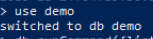 > use demo
switched to db demo